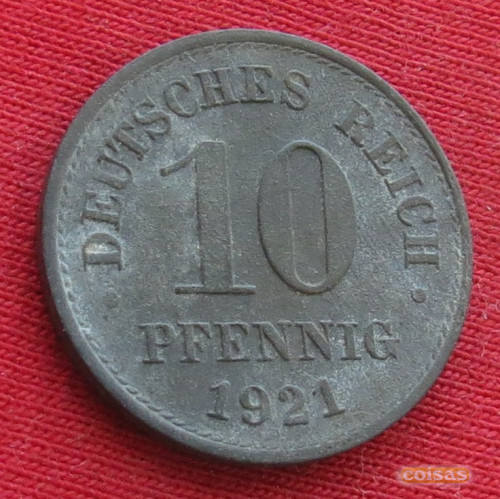 DEUTSCHES REICH
10
PFENNIG
1921
coisas